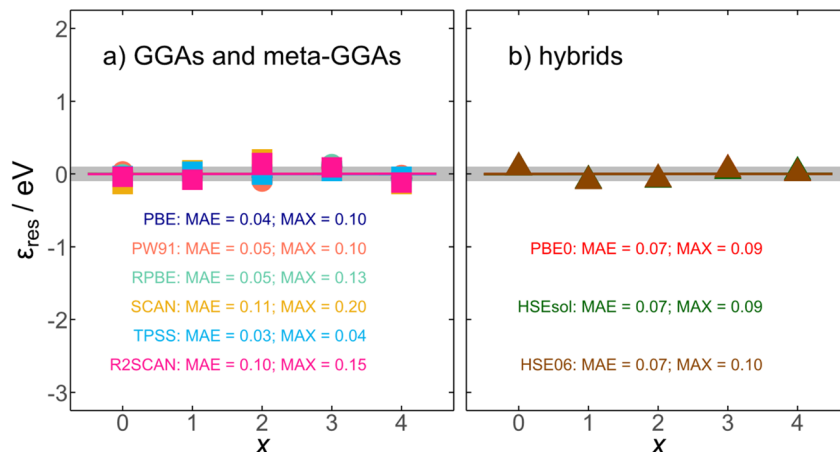 a) GGAs and meta-GGAs
b) hybrids
2
1
0
-1
-2
-3
εres / eV
PBE: MAE = 0.04; MAX = 0.10
PW91: MAE = 0.05; MAX = 0.10
RPBE: MAE = 0.05; MAX = 0.13
SCAN: MAE = 0.11; MAX = 0.20
TPSS: MAE = 0.03; MAX = 0.04
R2SCAN: MAE = 0.10; MAX = 0.15
PBE0: MAE = 0.07; MAX = 0.09
HSEsol: MAE = 0.07; MAX = 0.09
HSE06: MAE = 0.07; MAX = 0.10
0 1 2 3 4
x
0 1 2 3 4
x